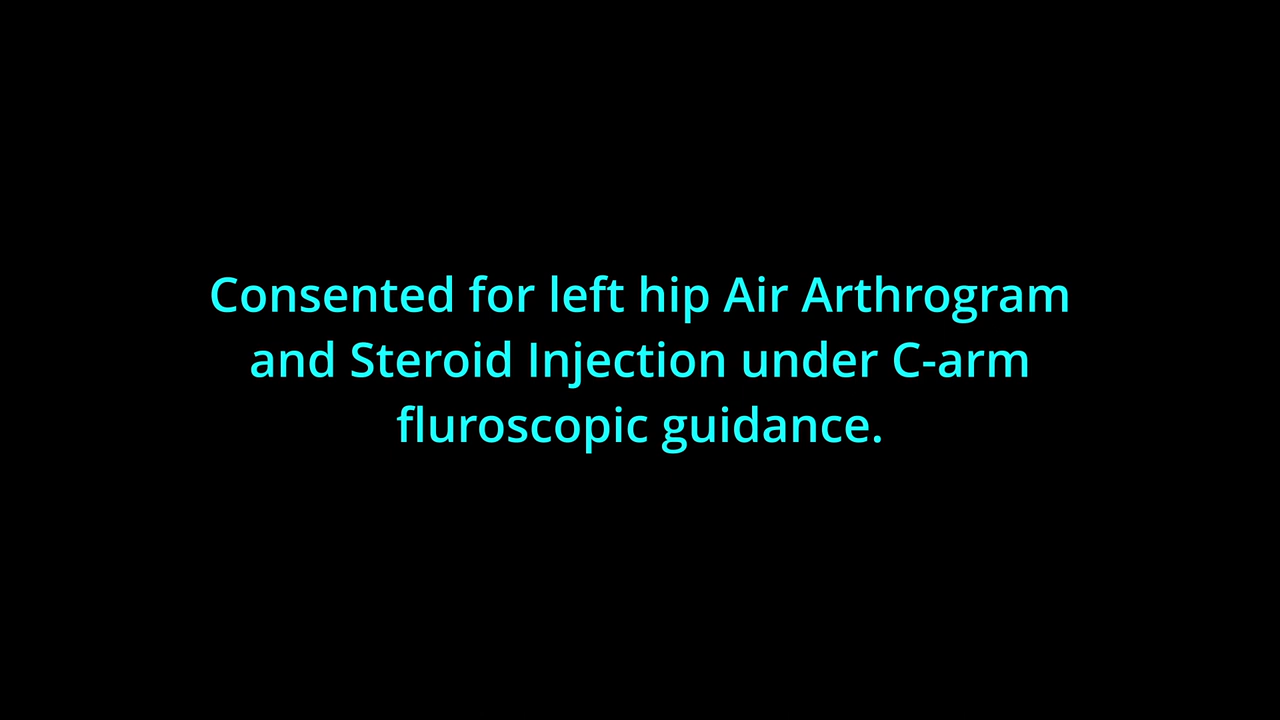 Consented for left hip Air Arthrogram
and Steroid Injection under C-arm
fluroscopic guidance.